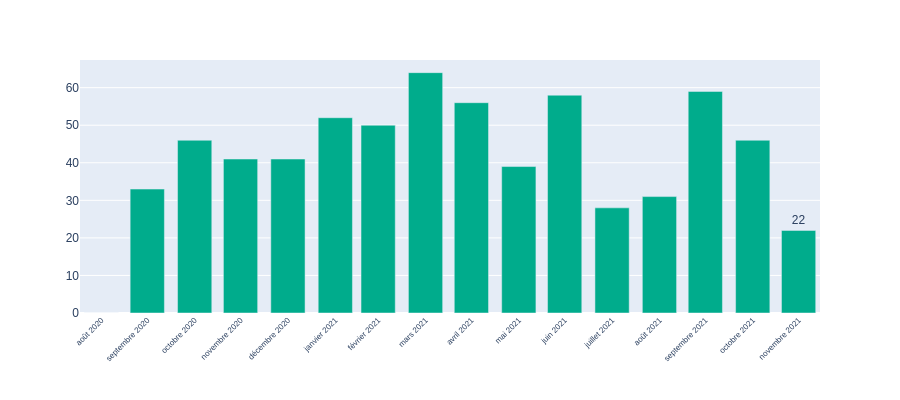 60
50
40
30
20
10
0
22
août 2020
septembre 2020
octobre 2020
novembre 2020
décembre 2020
janvier 2021
février 2021
mars 2021
avril 2021
mai 2021
juin 2021
juillet 2021
août 2021
septembre 2021
octobre 2021
novembre 2021